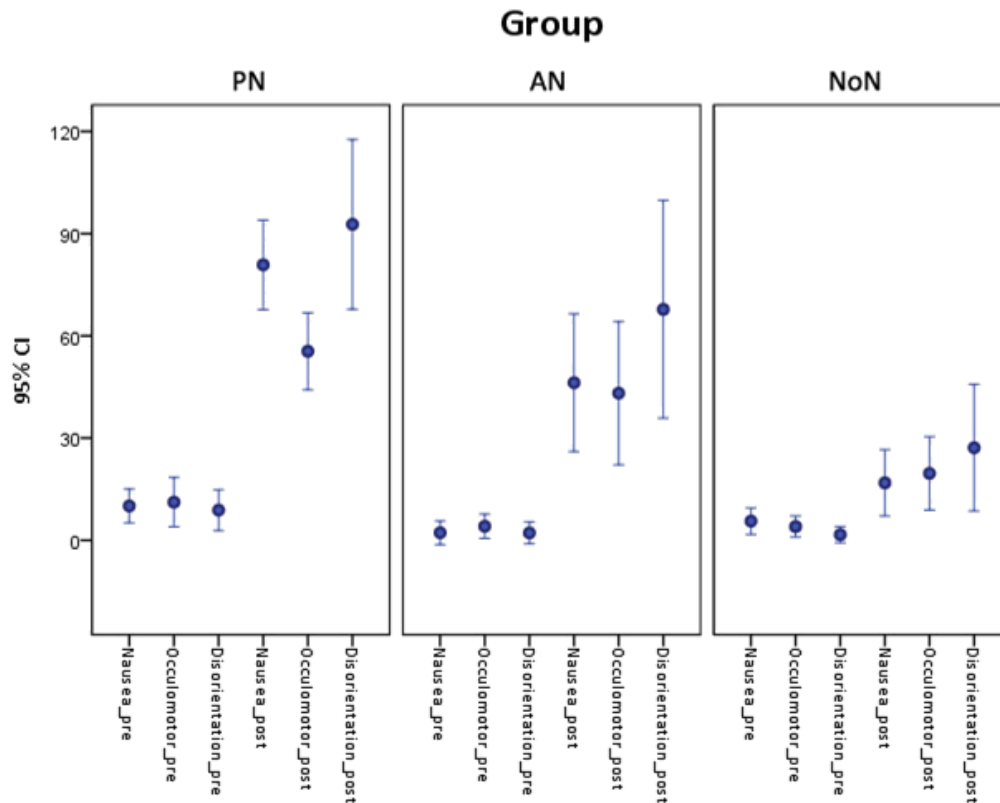 Group
PN
AN
NoN
120
90
60
30
0
95% CI
Nausea_pre
Occulomotor_pre
Disorientation_pre
Nausea_post
Occulomotor_post
Disorientation_post
Nausea_pre
Occulomotor_pre
Disorientation_pre
Nausea_post
Occulomotor_post
Disorientation_post
Nausea_pre
Occulomotor_pre
Disorientation_pre
Nausea_post
Occulomotor_post
Disorientation_post